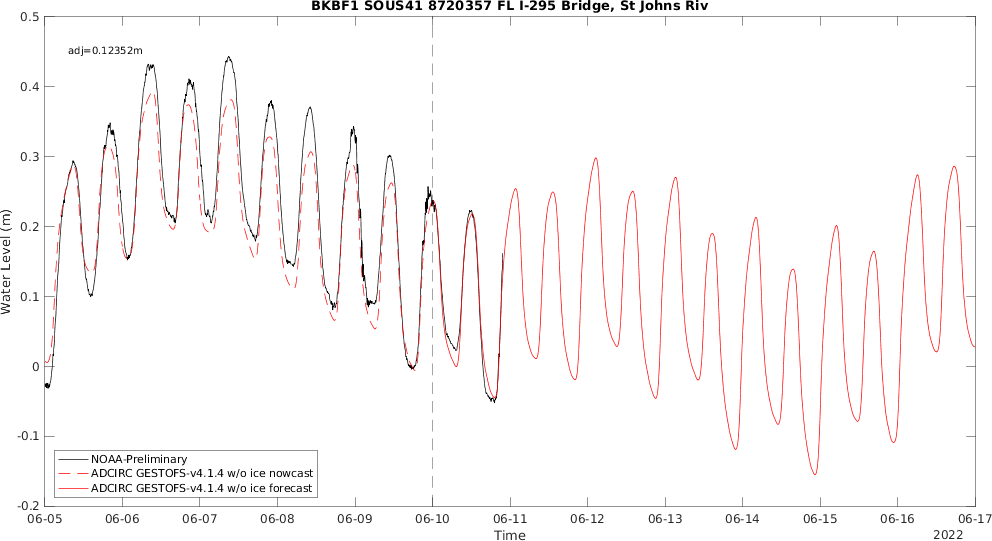 BKBF1 SOUS41 8720357 FL I-295 Bridge, St Johns Riv
adj=0.12352m
0.5
0.4
0.3
0.2
0.1
0
-0.1
-0.2
Water Level (m)
NOAA-Preliminary
ADCIRC GESTOFS-v4.1.4 w/o ice nowcast
ADCIRC GESTOFS-v4.1.4 w/o ice forecast
06-05 06-06 06-07 06-08 06-09 06-10 06-11 06-12 06-13 06-14 06-15 06-16 06-17
Time
2022